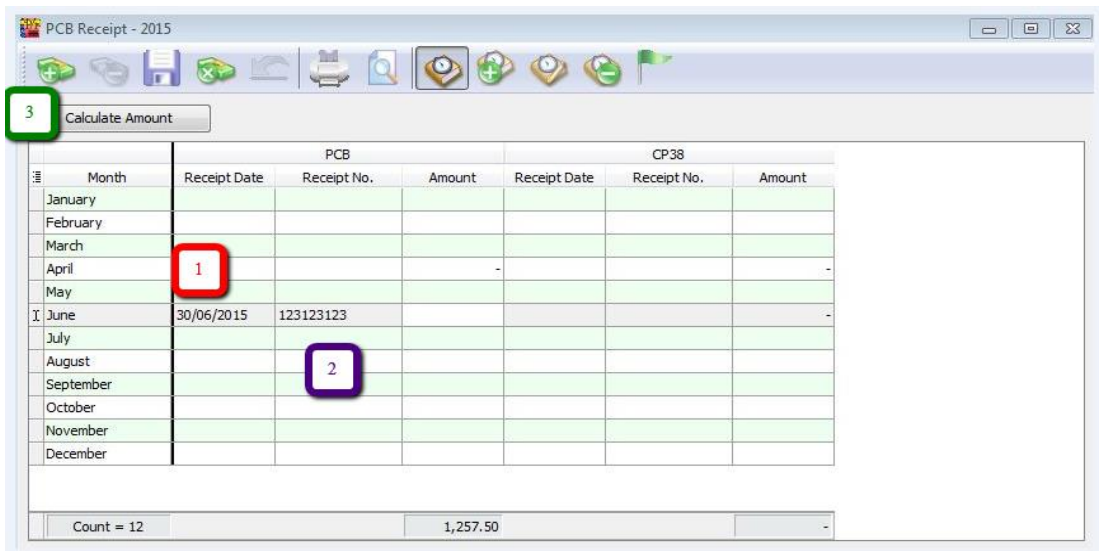 PCB Receipt - 2015
3
Calculate Amount
PCB CP38
Month Receipt Date Receipt No. Amount Receipt Date Receipt No. Amount
January
February
March
April 1 - -
May
June 30/06/2015 123123123 -
July
August
2
September
October
November
December
Count = 12 1,257.50 -